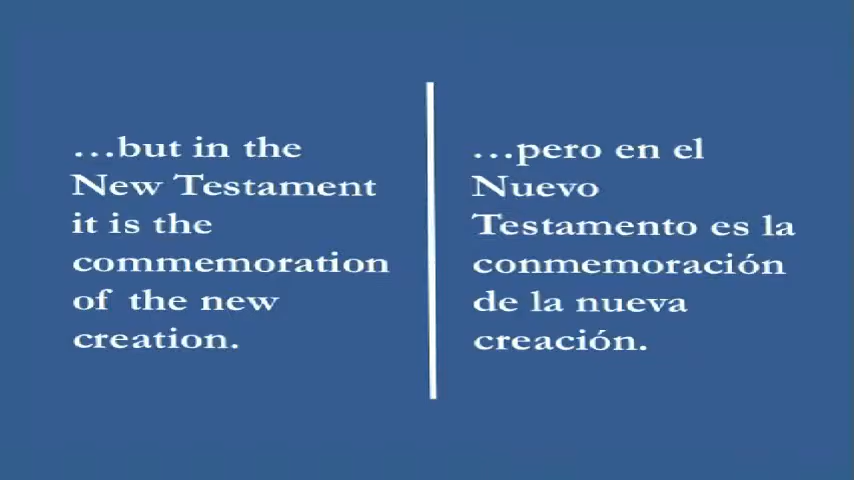 ...but in the
New Testament
it is the
commemoration
of the new
creation.
...pero en el
Nuevo
Testamento es la
conmemoración
de la nueva
creación.